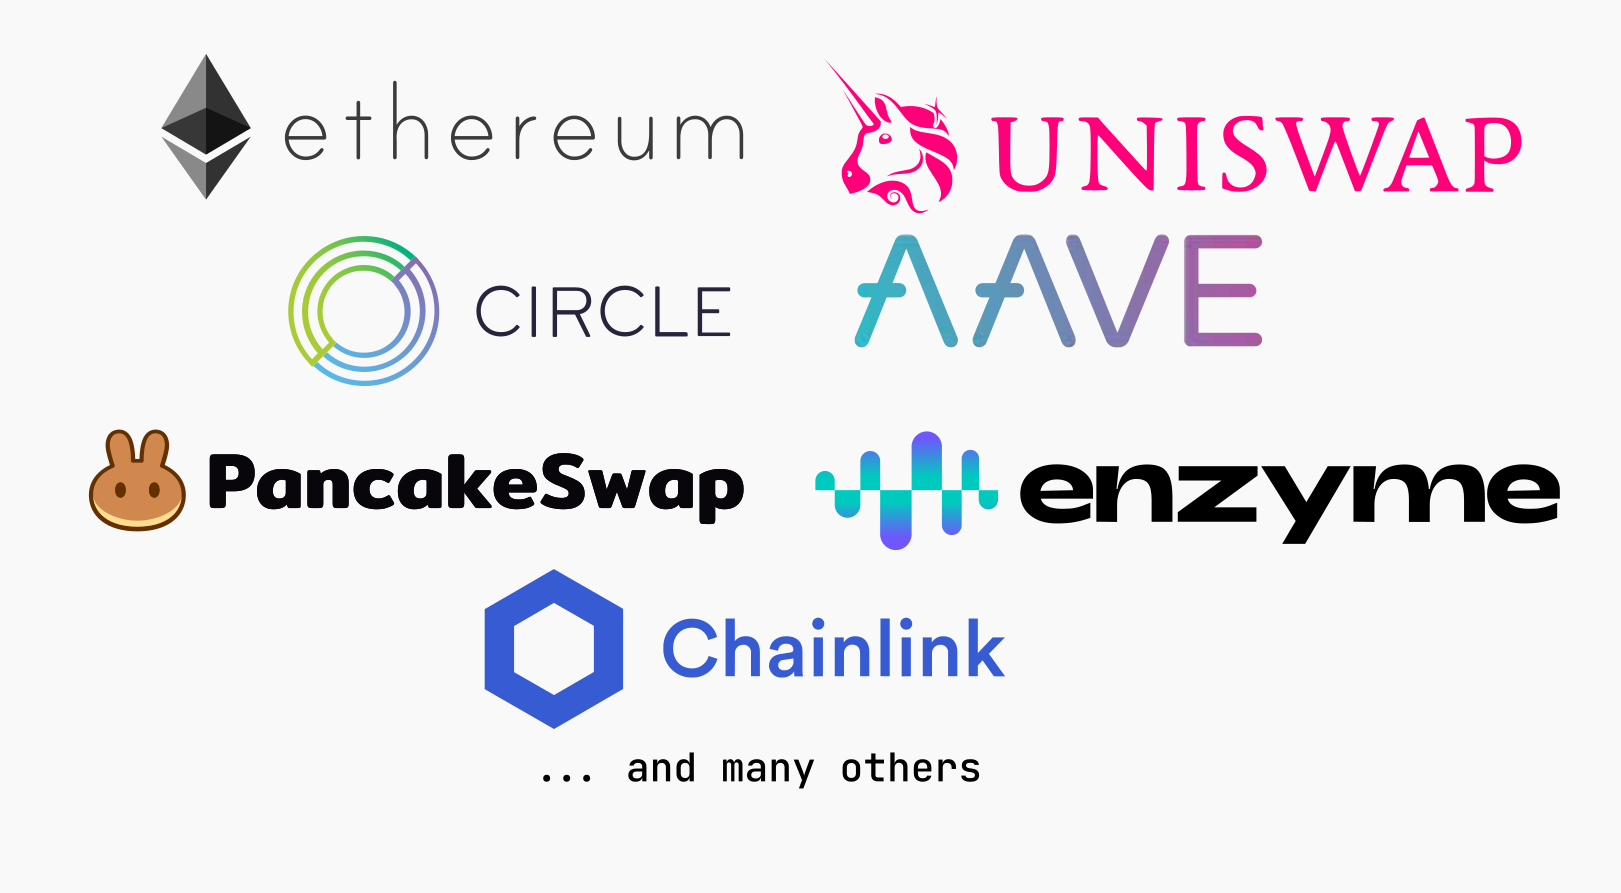 ethereum
UNISWAP
CIRCLE
AAVE
PancakeSwap
enzyme
Chainlink
... and many others